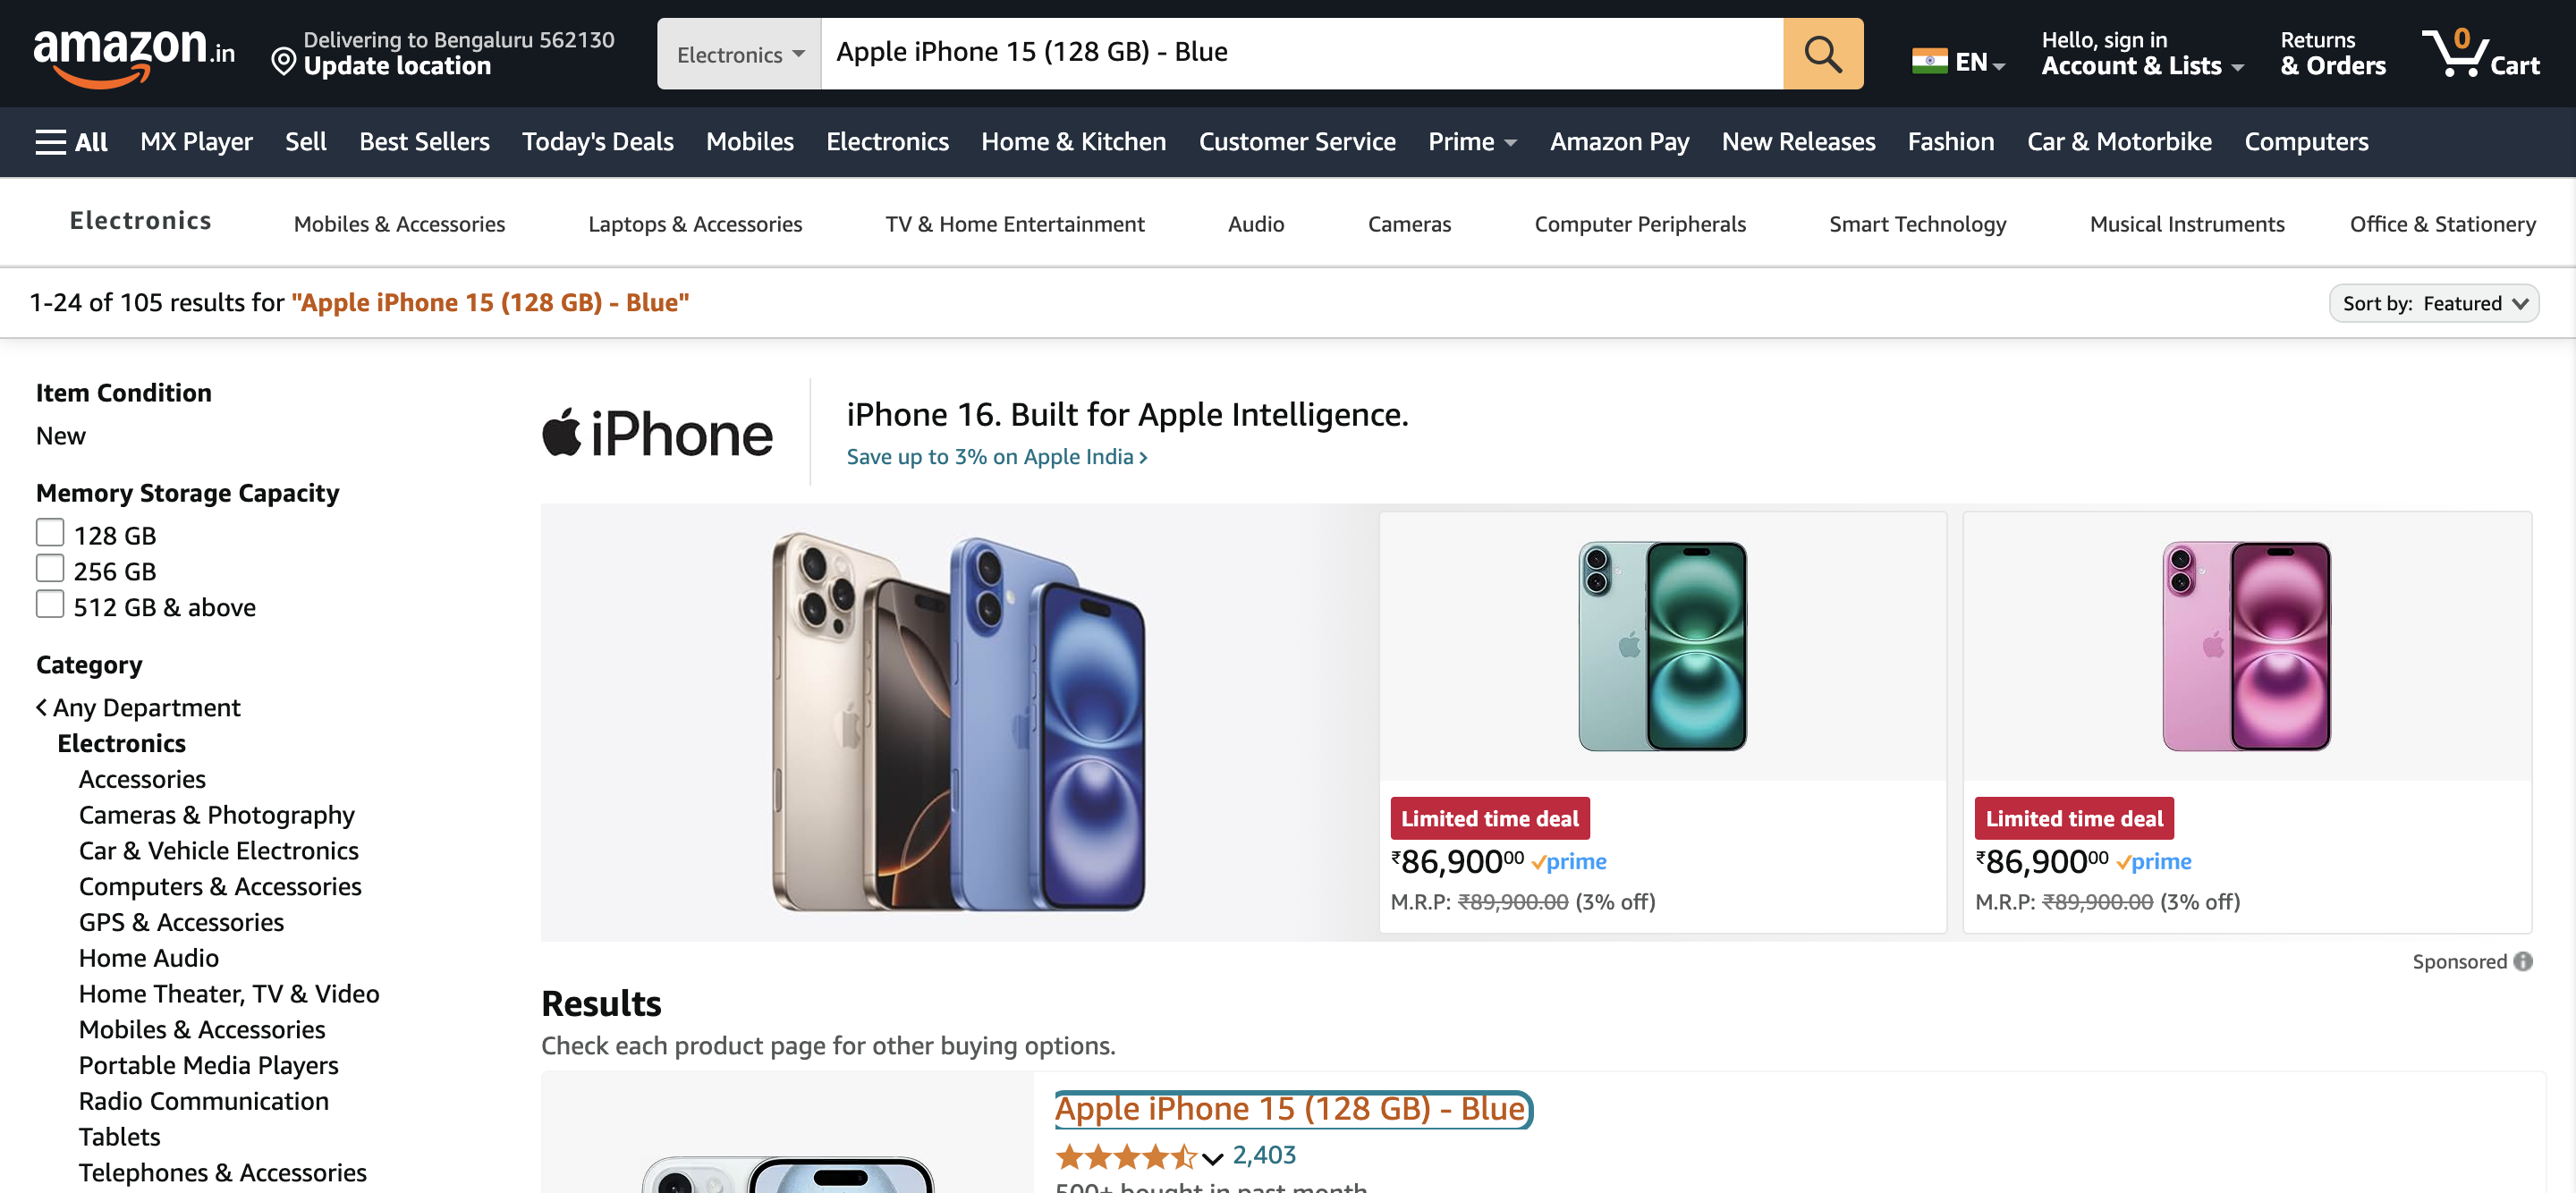 amazon.in
Delivering to Bengaluru 562130
Update location
Electronics
Apple iPhone 15 (128 GB) - Blue
EN
Hello, sign in
Account & Lists
Returns
& Orders
0
Cart
All
MX Player
Sell
Best Sellers
Today's Deals
Mobiles
Electronics
Home & Kitchen
Customer Service
Prime
Amazon Pay
New Releases
Fashion
Car & Motorbike
Computers
Electronics
Mobiles & Accessories
Laptops & Accessories
TV & Home Entertainment
Audio
Cameras
Computer Peripherals
Smart Technology
Musical Instruments
Office & Stationery
1-24 of 105 results for "Apple iPhone 15 (128 GB) - Blue"
Sort by: Featured
Item Condition
New
Memory Storage Capacity
128 GB
256 GB
512 GB & above
Category
Any Department
Electronics
Accessories
Cameras & Photography
Car & Vehicle Electronics
Computers & Accessories
GPS & Accessories
Home Audio
Home Theater, TV & Video
Mobiles & Accessories
Portable Media Players
Radio Communication
Tablets
Telephones & Accessories
iPhone
iPhone 16. Built for Apple Intelligence.
Save up to 3% on Apple India ›
Limited time deal
₹86,90000 prime
M.R.P: ₹89,900.00 (3% off)
Limited time deal
₹86,90000 prime
M.R.P: ₹89,900.00 (3% off)
Sponsored
Results
Check each product page for other buying options.
Apple iPhone 15 (128 GB) - Blue
2,403
500+ bought in past month